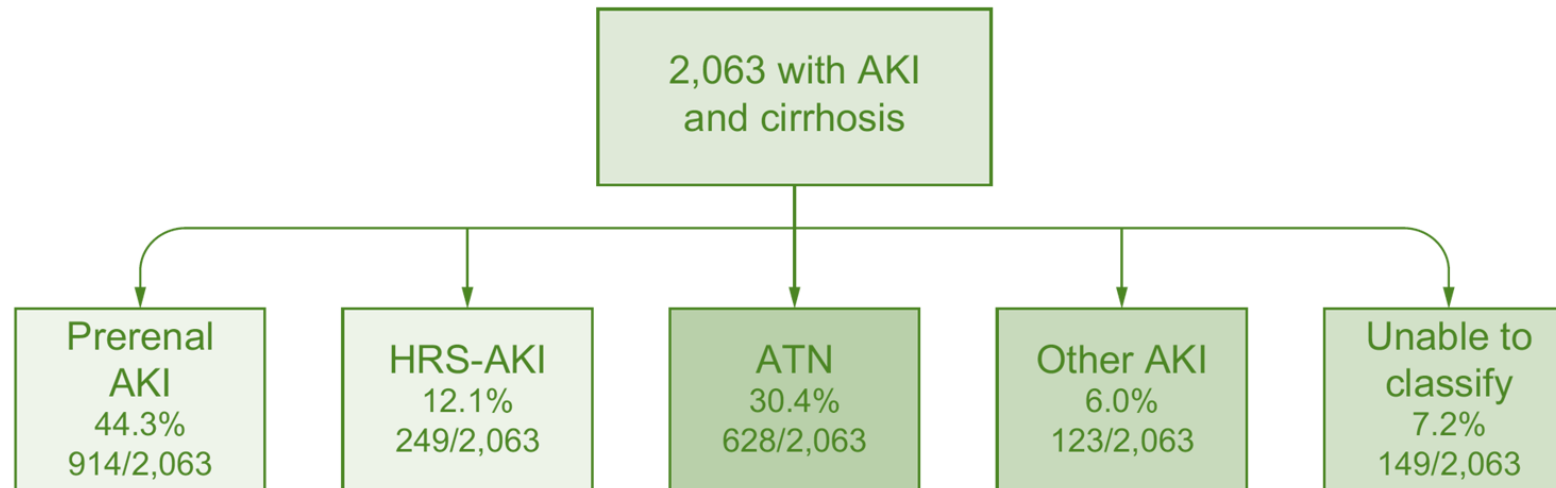 2,063 with AKI
and cirrhosis
Prerenal
AKI
44.3%
914/2,063
HRS-AKI
12.1%
249/2,063
ATN
30.4%
628/2,063
Other AKI
6.0%
123/2,063
Unable to
classify
7.2%
149/2,063